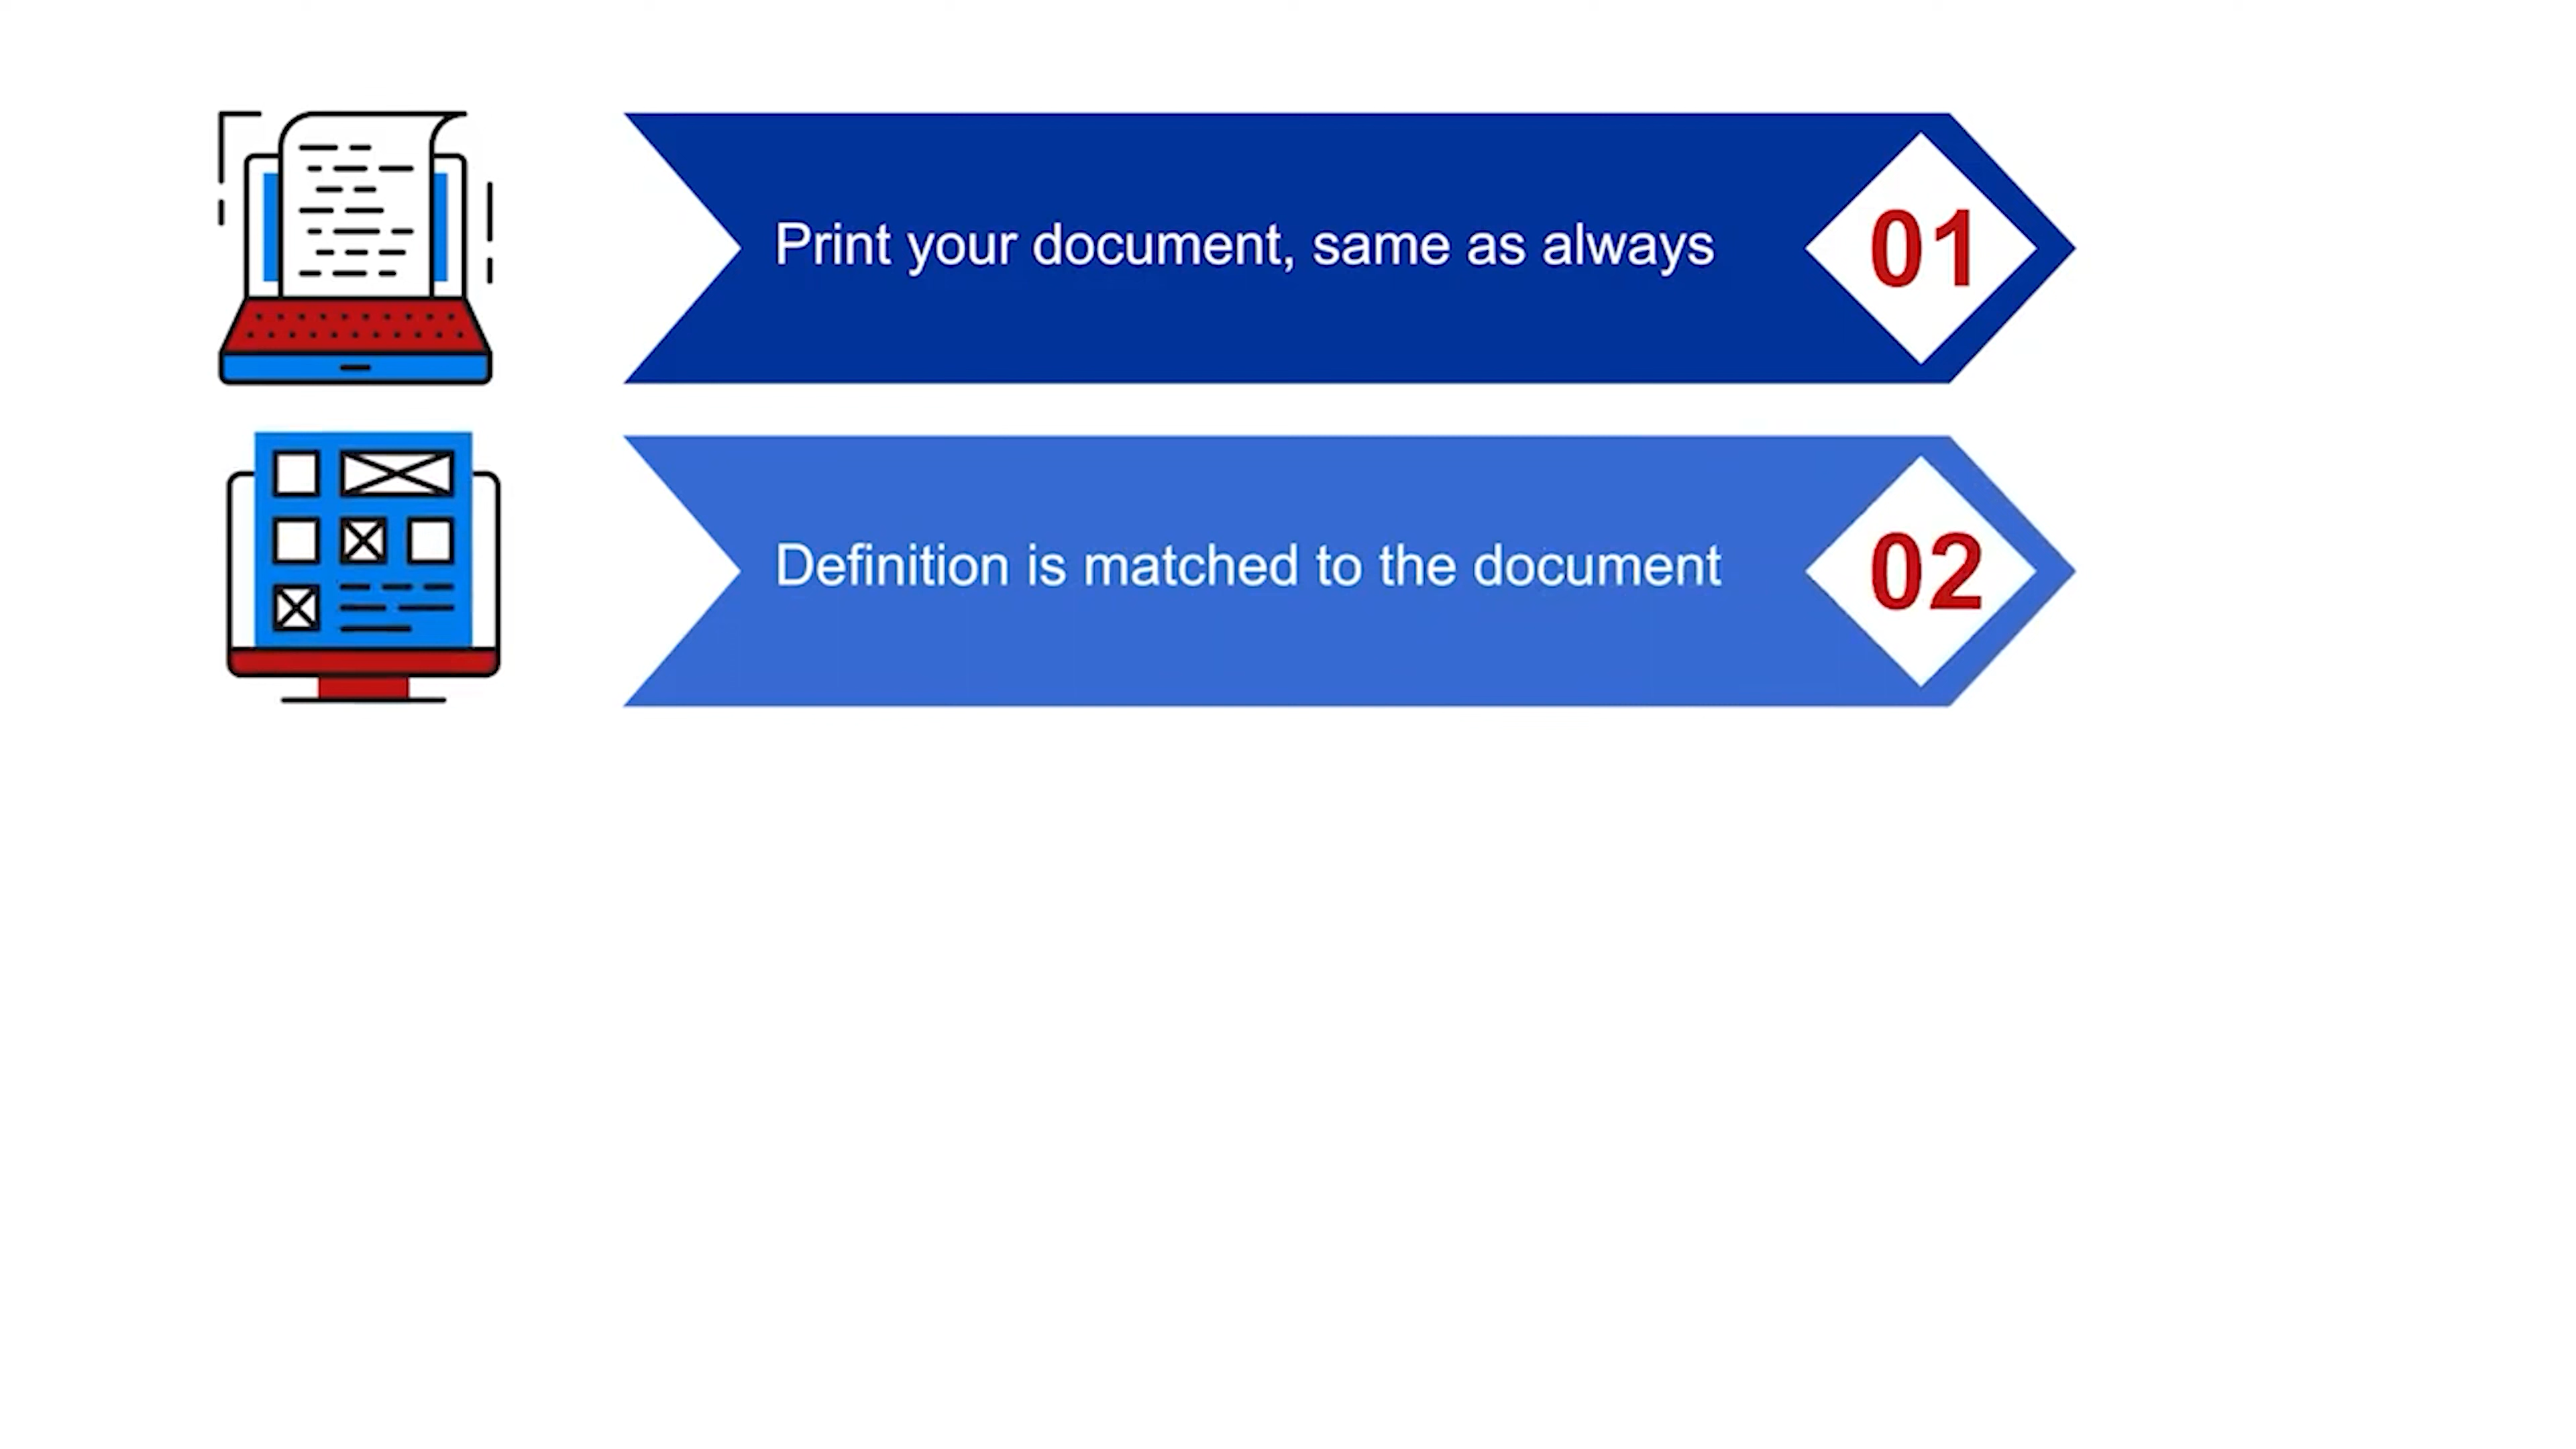 Print your document, same as always
01
Definition is matched to the document
02